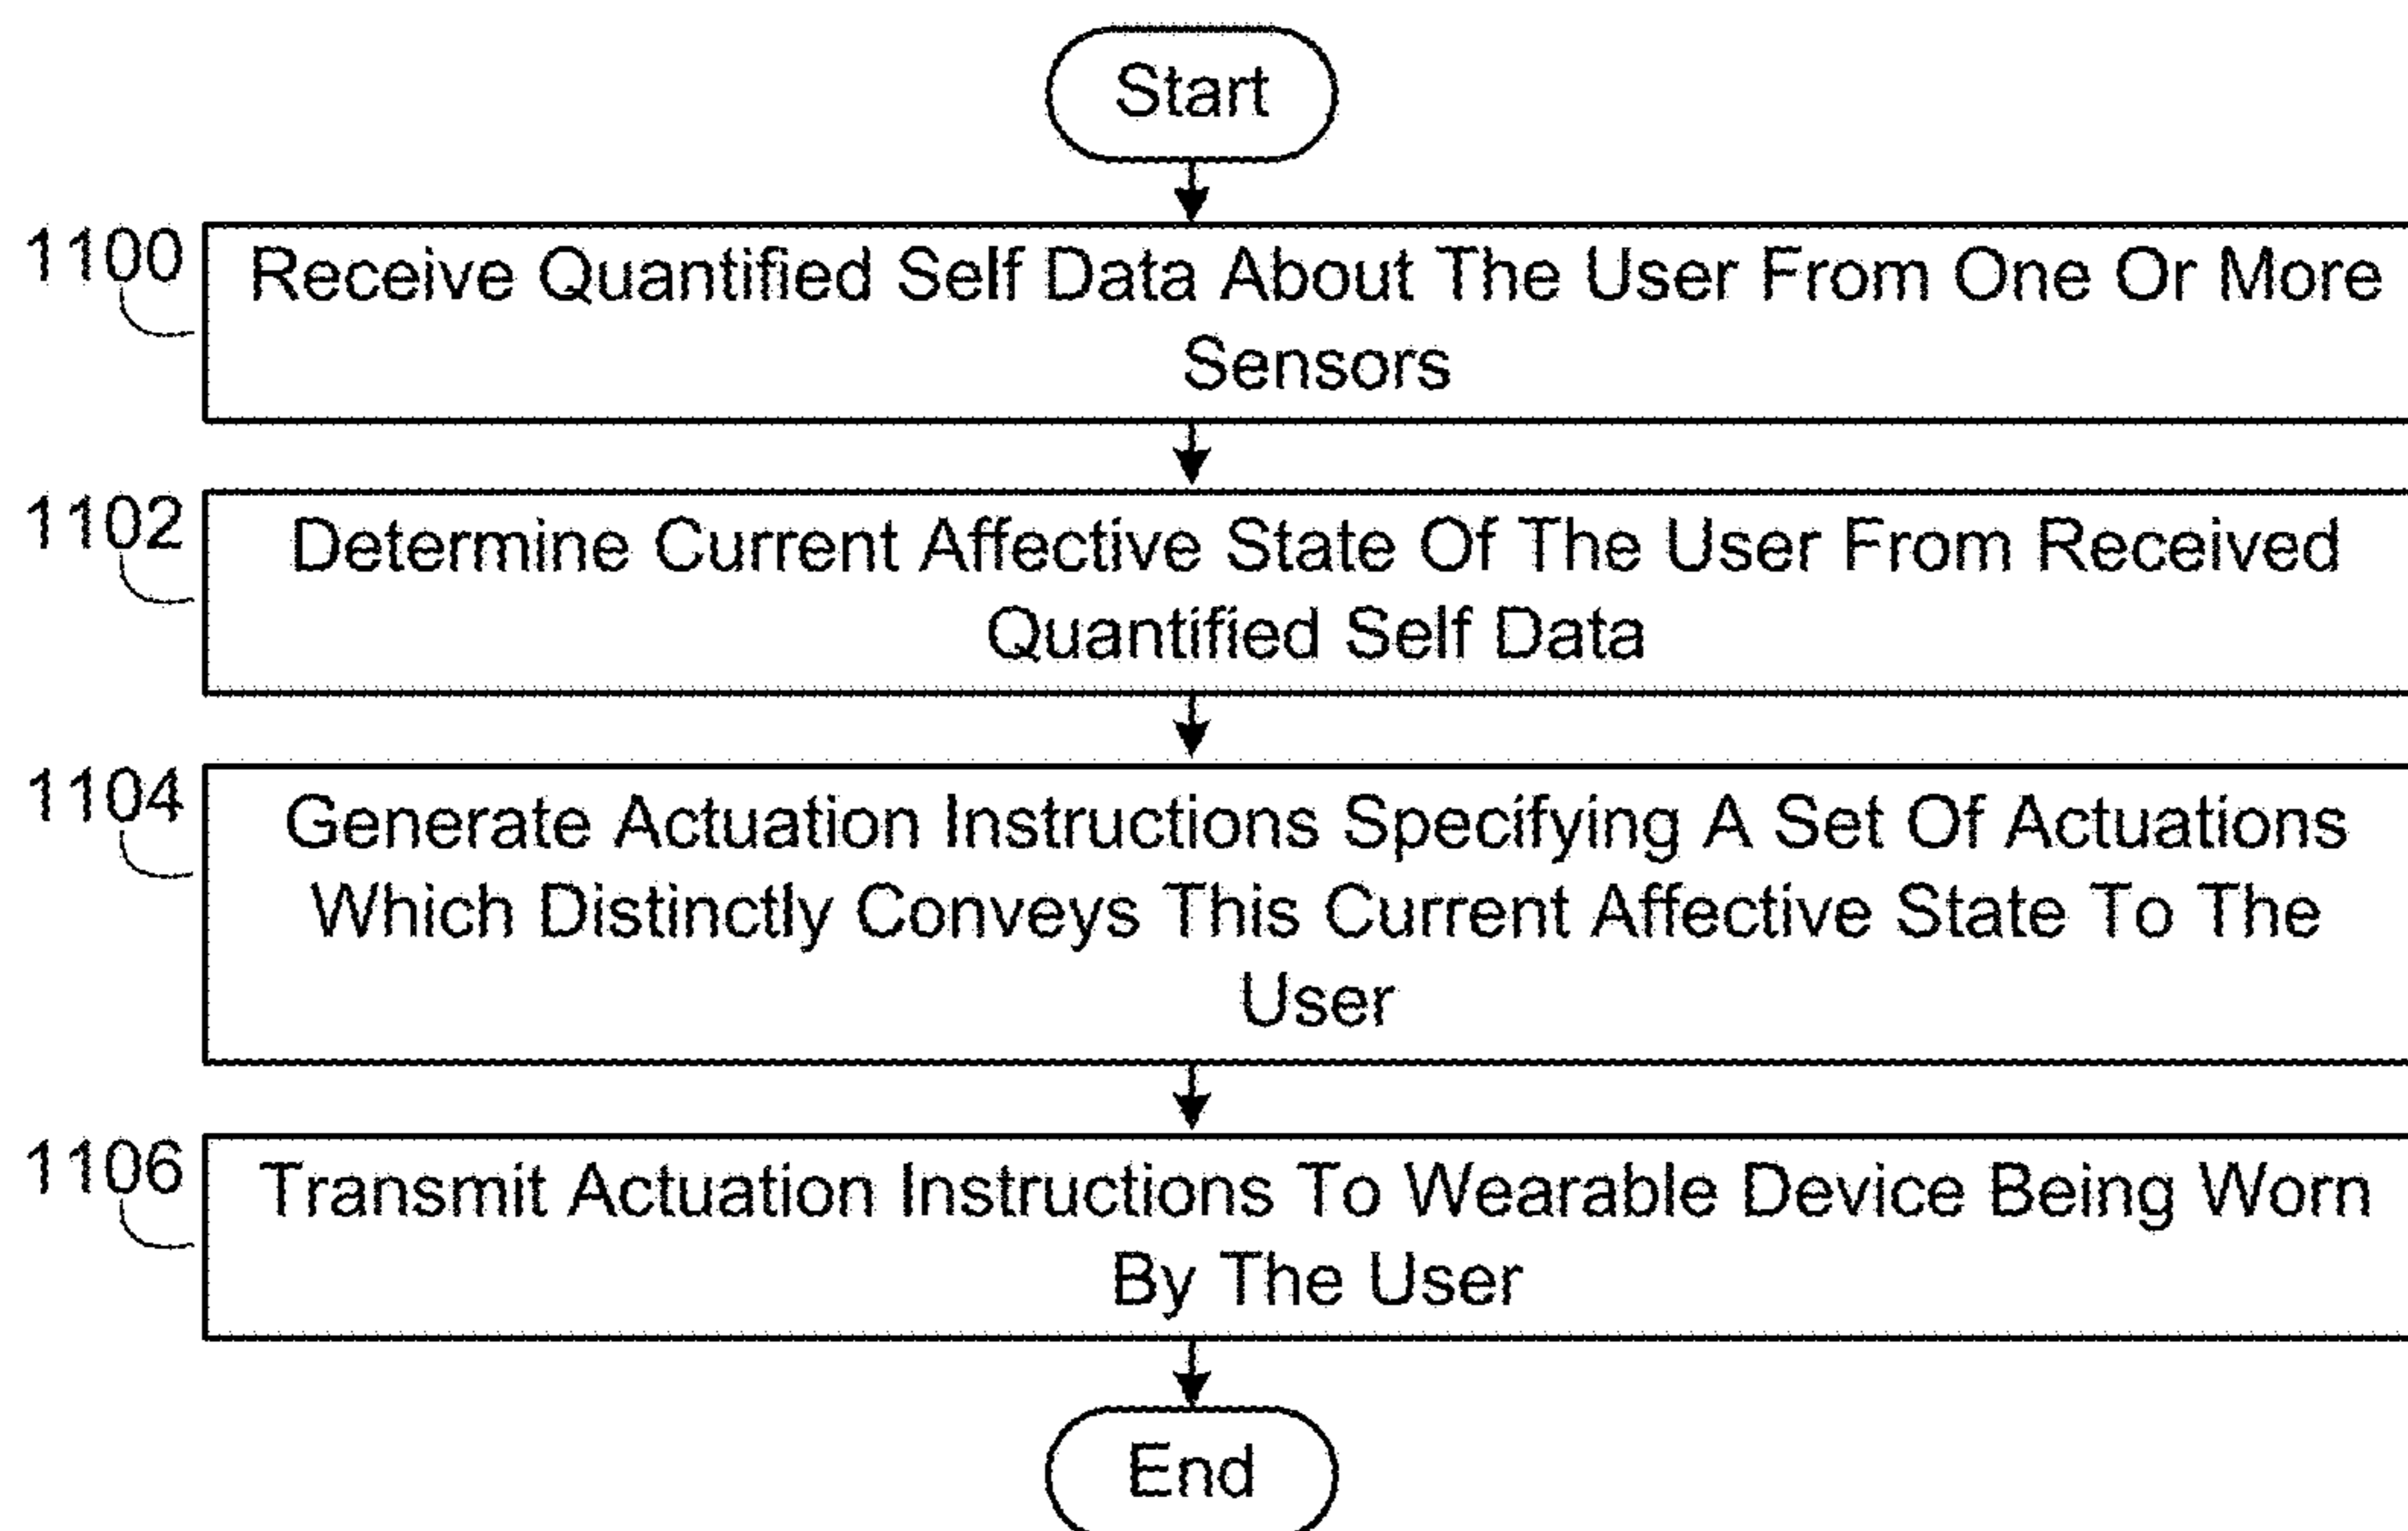 Start
1100
Receive Quantified Self Data About The User From One Or More
Sensors
1102
Determine Current Affective State Of The User From Received
Quantified Self Data
1104
Generate Actuation Instructions Specifying A Set Of Actuations
Which Distinctly Conveys This Current Affective State To The
User
1106
Transmit Actuation Instructions To Wearable Device Being Worn
By The User
End